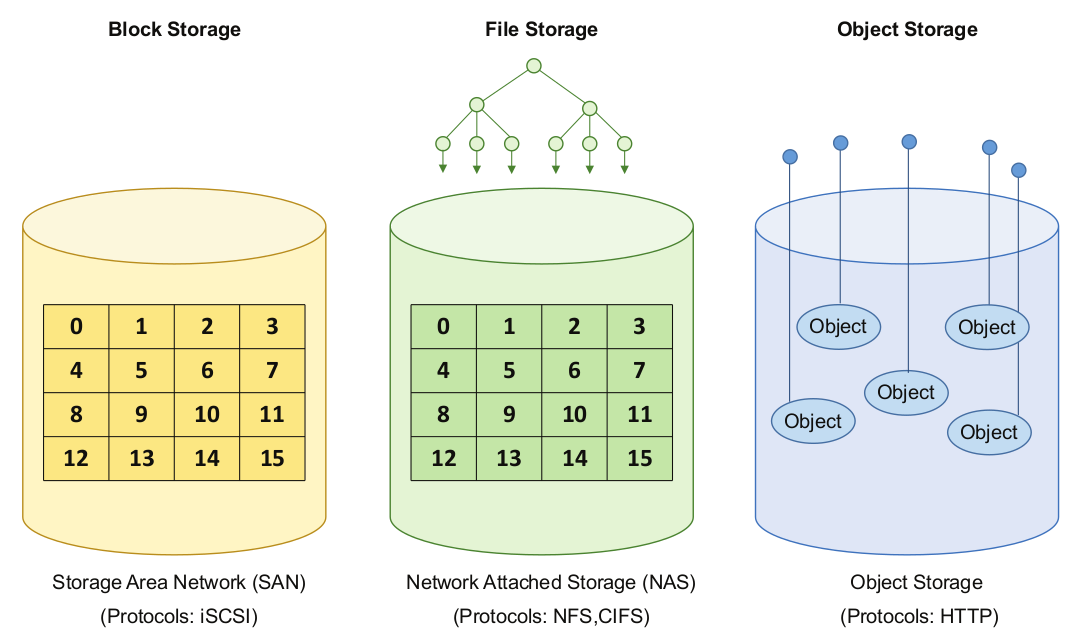 Block Storage
File Storage
Object Storage
0 1 2 3
4 5 6 7
8 9 10 11
12 13 14 15
0 1 2 3
4 5 6 7
8 9 10 11
12 13 14 15
Object
Object
Object
Object
Object
Storage Area Network (SAN)
(Protocols: iSCSI)
Network Attached Storage (NAS)
(Protocols: NFS,CIFS)
Object Storage
(Protocols: HTTP)